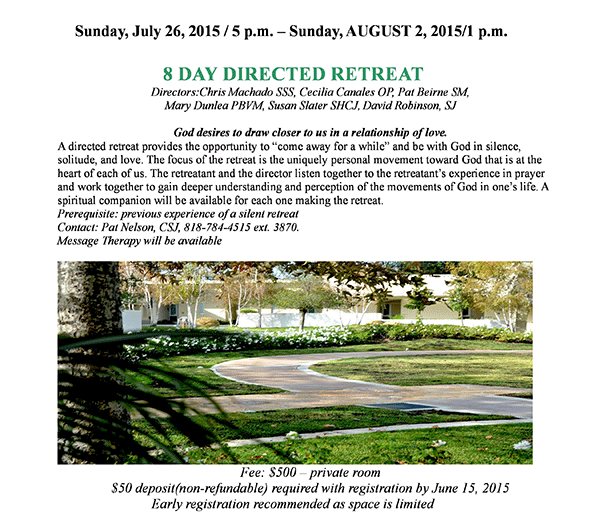 Sunday, July 26, 2015 / 5 p.m. – Sunday, AUGUST 2, 2015/1 p.m.
8 DAY DIRECTED RETREAT
Directors:Chris Machado SSS, Cecilia Canales OP, Pat Beirne SM,
Mary Dunlea PBVM, Susan Slater SHCJ, David Robinson, SJ
God desires to draw closer to us in a relationship of love.
A directed retreat provides the opportunity to “come away for a while” and be with God in silence,
solitude, and love. The focus of the retreat is the uniquely personal movement toward God that is at the
heart of each of us. The retreatant and the director listen together to the retreatant’s experience in prayer
and work together to gain deeper understanding and perception of the movements of God in one’s life. A
spiritual companion will be available for each one making the retreat.
Prerequisite: previous experience of a silent retreat
Contact: Pat Nelson, CSJ, 818-784-4515 ext. 3870.
Message Therapy will be available
Fee: $500 – private room
$50 deposit(non-refundable) required with registration by June 15, 2015
Early registration recommended as space is limited